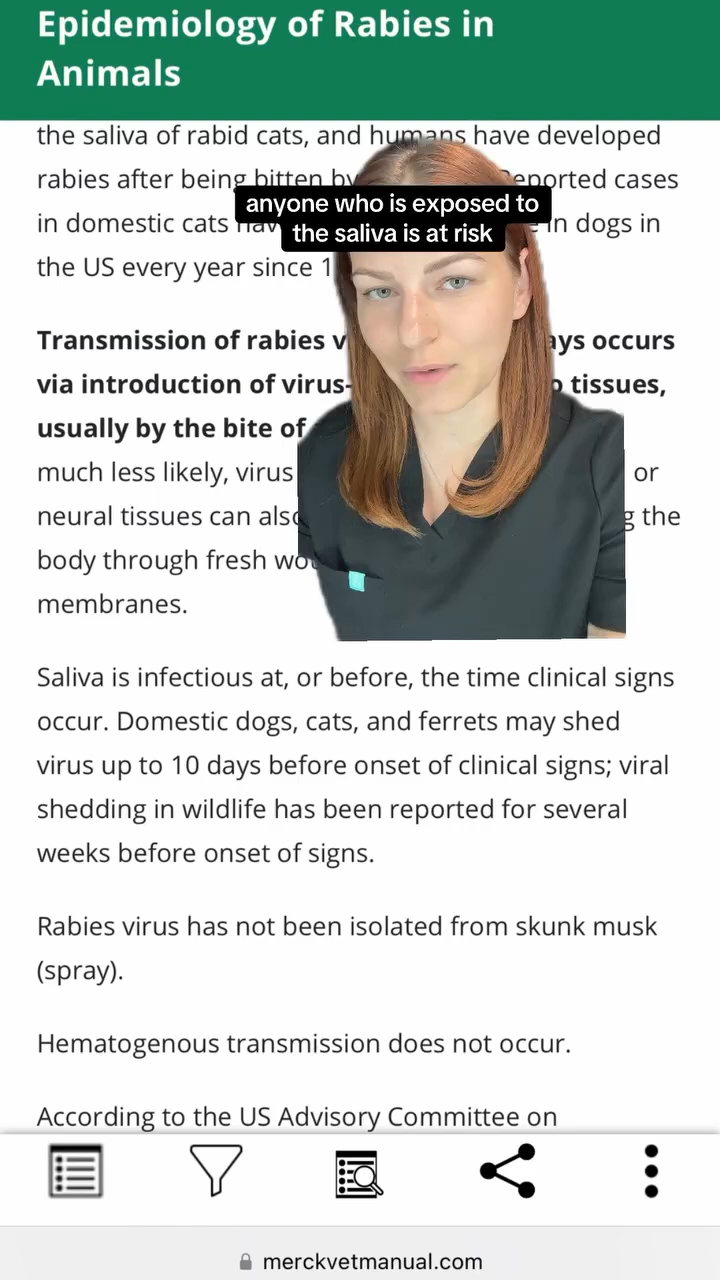 Epidemiology of Rabies in
Animals
the saliva of rabid cats, and humans have developed
rabies after being bitten by reported cases
anyone who is exposed to
the saliva is at risk
in domestic cats in dogs in
the US every year since
Transmission of rabies occurs
via introduction of tissues,
usually by the bite of
much less likely, virus or
neural tissues can the
body through fresh
membranes.
Saliva is infectious at, or before, the time clinical signs
occur. Domestic dogs, cats, and ferrets may shed
virus up to 10 days before onset of clinical signs; viral
shedding in wildlife has been reported for several
weeks before onset of signs.
Rabies virus has not been isolated from skunk musk
(spray).
Hematogenous transmission does not occur.
According to the US Advisory Committee on
merckvetmanual.com